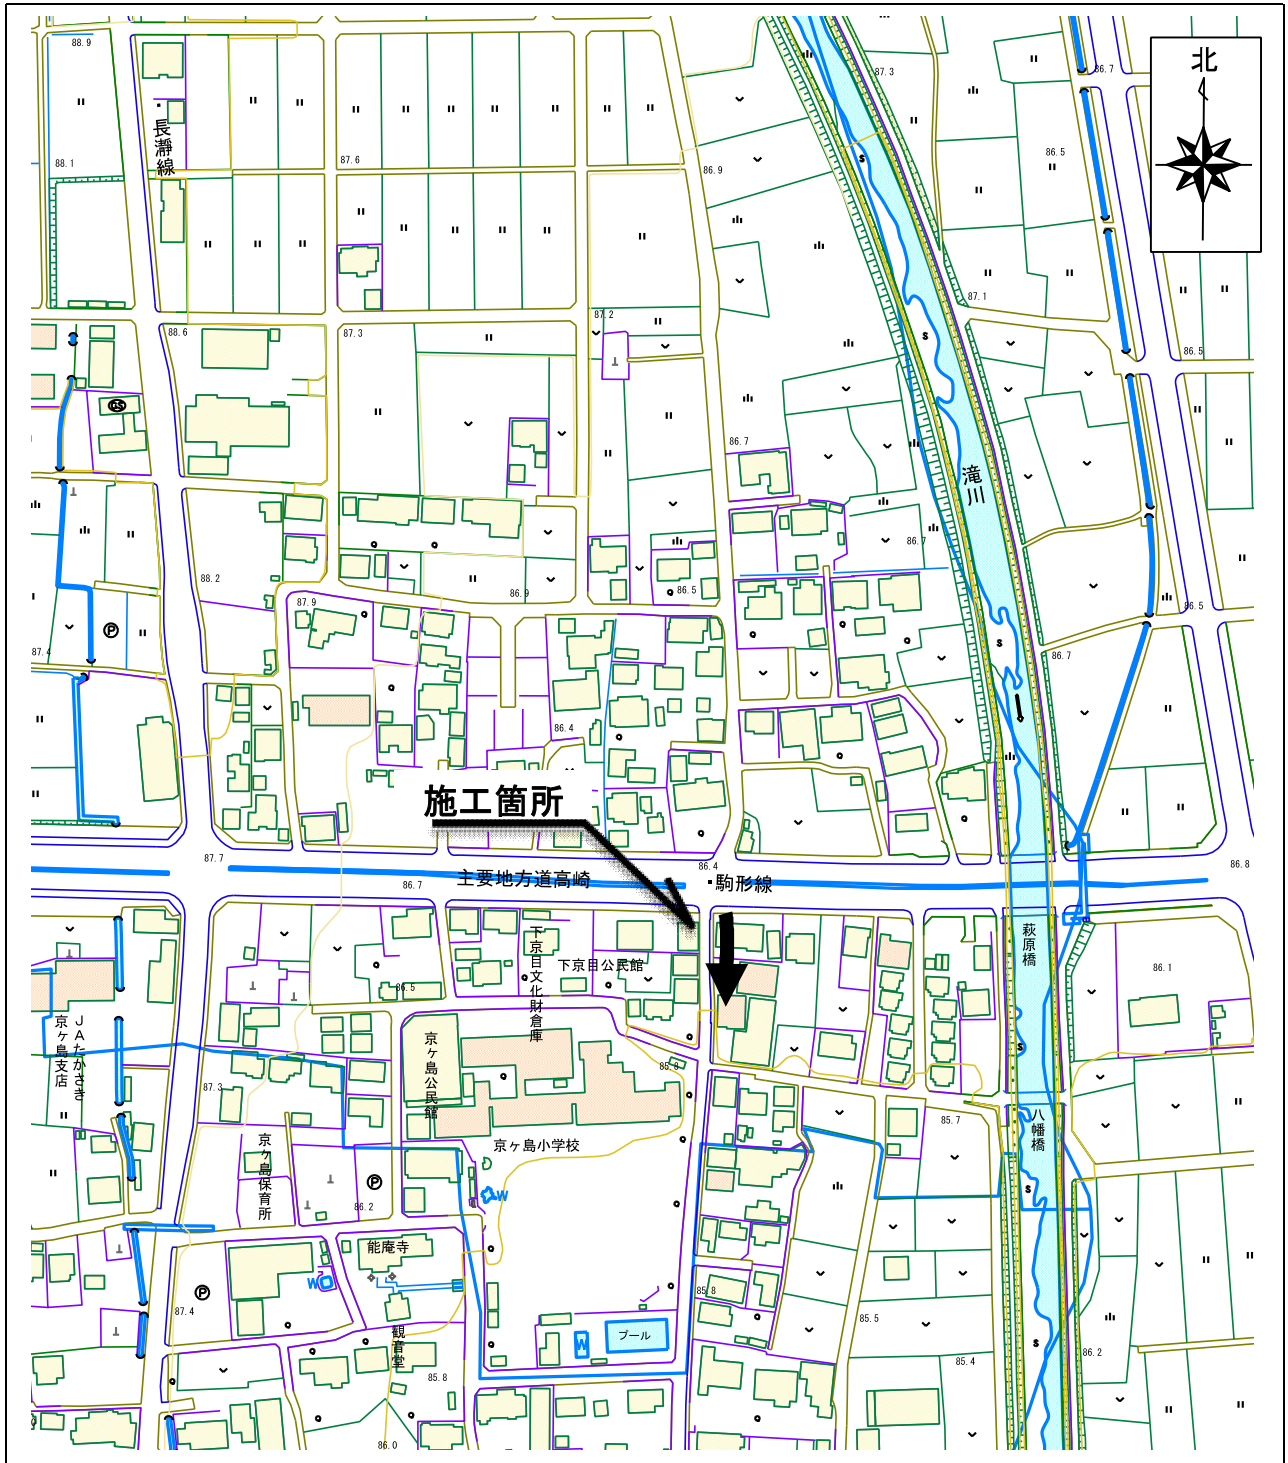 88.9
北
87.3
86.7
・長瀞線
88.1
87.6
86.9
86.5
87.1
88.6
87.3
87.2
86.5
GS
86.7
滝川
86.7
88.2
86.9
86.5
86.5
87.9
P
87.4
86.7
86.4
施工箇所
87.7
86.4
86.8
主要地方道高崎
・駒形線
86.7
萩原橋
下京目文化財倉庫
下京目公民館
86.1
86.5
JAたかさき
京ヶ島支店
京ヶ島公民館
85.8
87.3
85.7
八幡橋
京ヶ島小学校
京ヶ島保育所
P
W
86.2
能庵寺
W
P
87.4
85.8
85.5
プール
W
観音堂
86.2
85.4
85.8
86.0